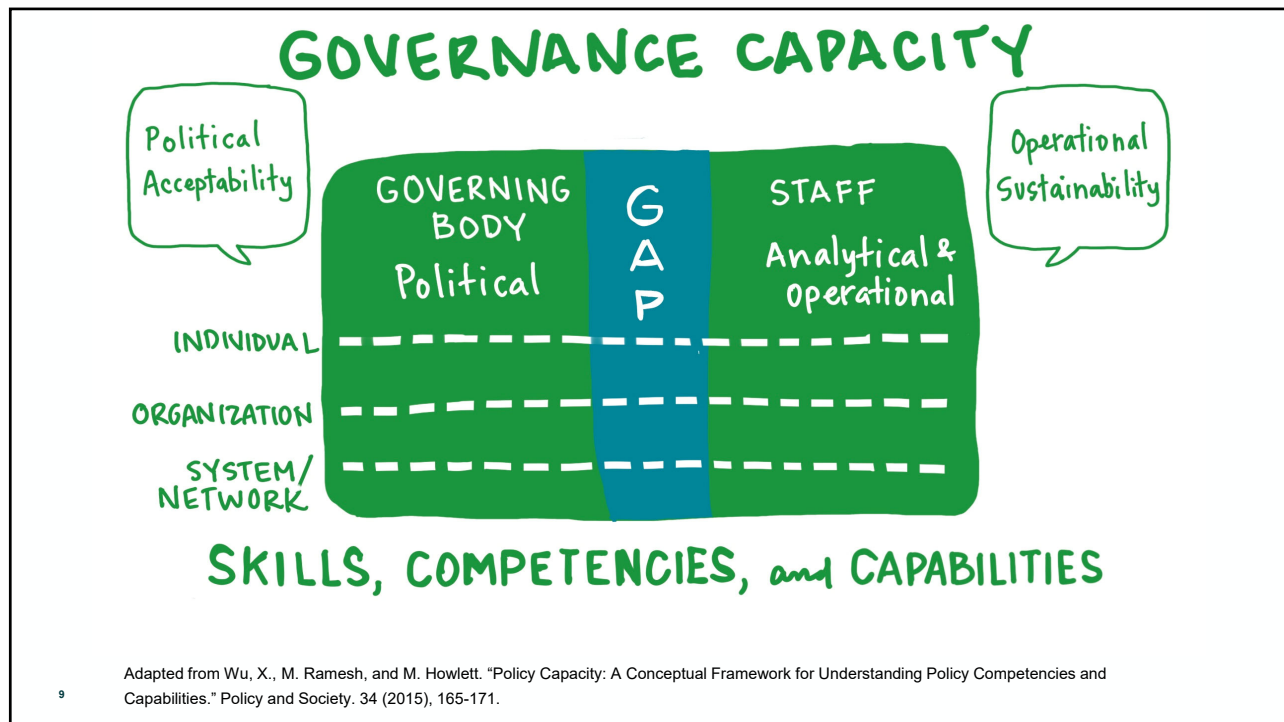 GOVERNANCE CAPACITY
Political
Acceptability
Operational
Sustainability
GOVERNING
BODY
Political
G
A
P
STAFF
Analytical &
Operational
INDIVIDUAL
ORGANIZATION
SYSTEM/
NETWORK
SKILLS, COMPETENCIES, and CAPABILITIES
Adapted from Wu, X., M. Ramesh, and M. Howlett. “Policy Capacity: A Conceptual Framework for Understanding Policy Competencies and
Capabilities.” Policy and Society. 34 (2015), 165-171.
9